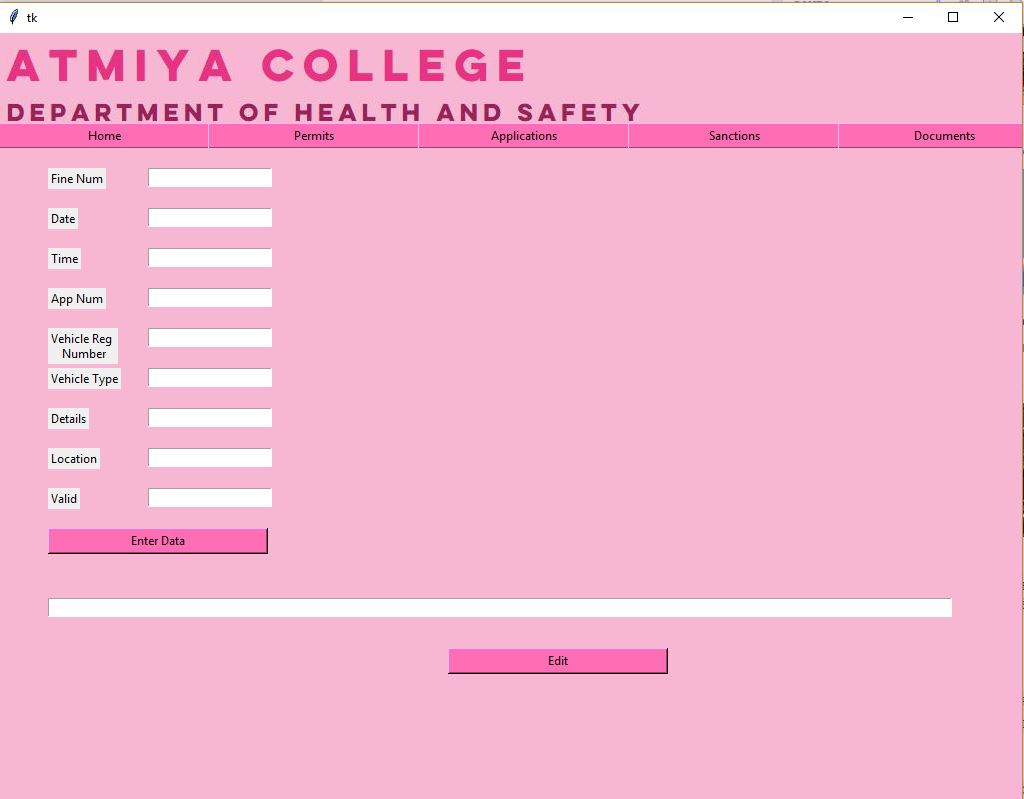 tk
ATMIYA COLLEGE
DEPARTMENT OF HEALTH AND SAFETY
Home Permits Applications Sanctions Documents
Fine Num
Date
Time
App Num
Vehicle Reg
Number
Vehicle Type
Details
Location
Valid
Enter Data
Edit